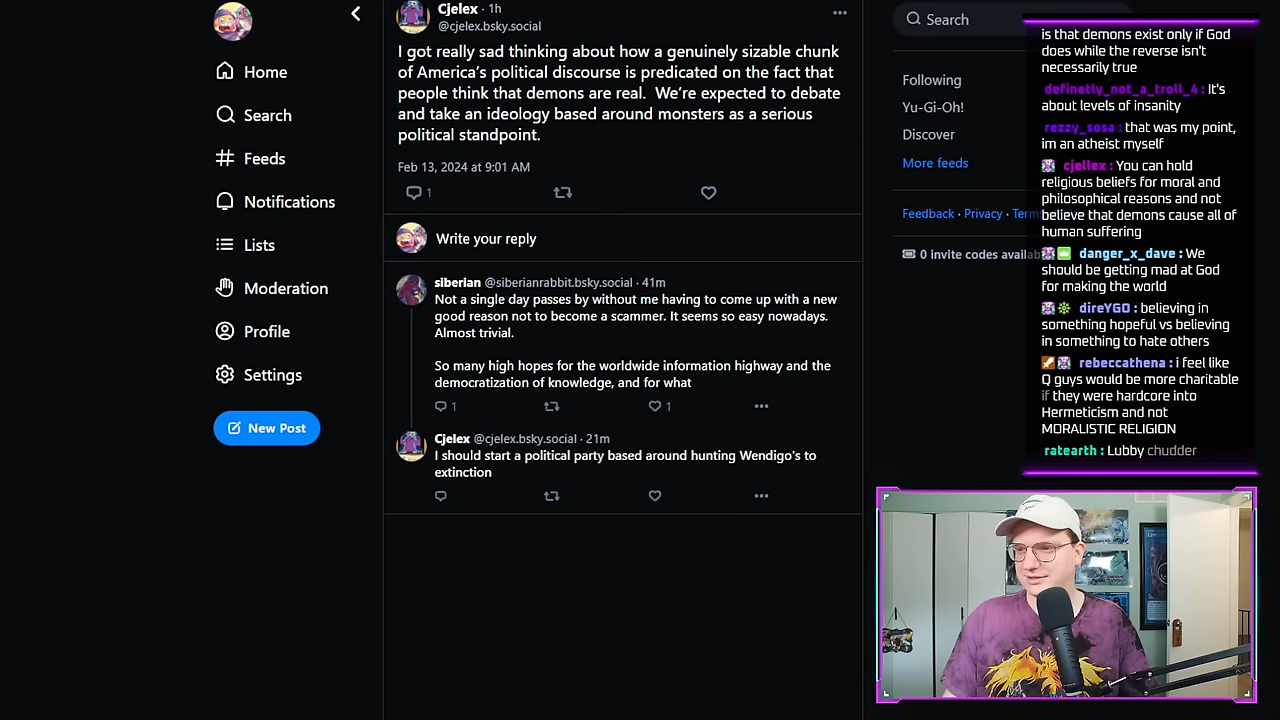 Home
Search
Feeds
Notifications
Lists
Moderation
Profile
Settings
New Post
Cjelex · 1h
@cjelex.bsky.social
I got really sad thinking about how a genuinely sizable chunk
of America’s political discourse is predicated on the fact that
people think that demons are real.  We’re expected to debate
and take an ideology based around monsters as a serious
political standpoint.
Feb 13, 2024 at 9:01 AM
1
Write your reply
siberian @siberianrabbit.bsky.social · 41m
Not a single day passes by without me having to come up with a new
good reason not to become a scammer. It seems so easy nowadays.
Almost trivial.
So many high hopes for the worldwide information highway and the
democratization of knowledge, and for what
1 1
Cjelex @cjelex.bsky.social · 21m
I should start a political party based around hunting Wendigo's to
extinction
Search
Following
Yu-Gi-Oh!
Discover
More feeds
Feedback · Privacy · Terms
0 invite codes
is that demons exist only if God
does while the reverse isn't
necessarily true
definetly_not_a_troll_4 : It's
about levels of insanity
rezzy_sosa : that was my point,
im an atheist myself
cjellex : You can hold
religious beliefs for moral and
philosophical reasons and not
believe that demons cause all of
human suffering
danger_x_dave : We
should be getting mad at God
for making the world
direYGO : believing in
something hopeful vs believing
in something to hate others
rebeccathena : i feel like
Q guys would be more charitable
if they were hardcore into
Hermeticism and not
MORALISTIC RELIGION
ratearth : Lubby chudder